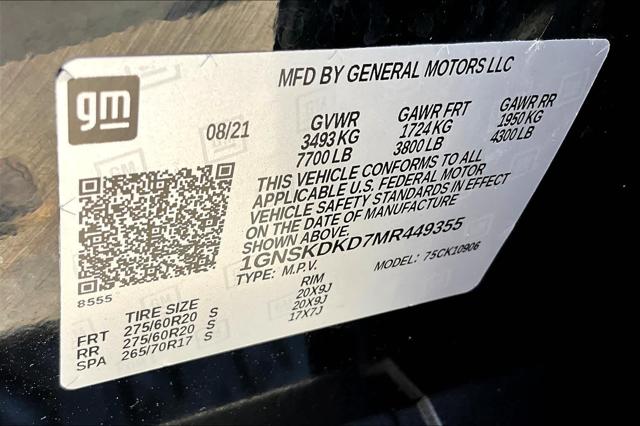 gm
MFD BY GENERAL MOTORS LLC
08/21 GVWR GAWR FRT GAWR RR
3493 KG 1724 KG 1950 KG
7700 LB 3800 LB 4300 LB
THIS VEHICLE CONFORMS TO ALL
APPLICABLE U.S. FEDERAL MOTOR
VEHICLE SAFETY STANDARDS IN EFFECT
ON THE DATE OF MANUFACTURE
SHOWN ABOVE.
1GNSKDKD7MR449355
TYPE: M.P.V. MODEL: 75CK10906
8555
TIRE SIZE RIM
FRT 275/60R20 S 20X9J
RR 275/60R20 S 20X9J
SPA 265/70R17 S 17X7J